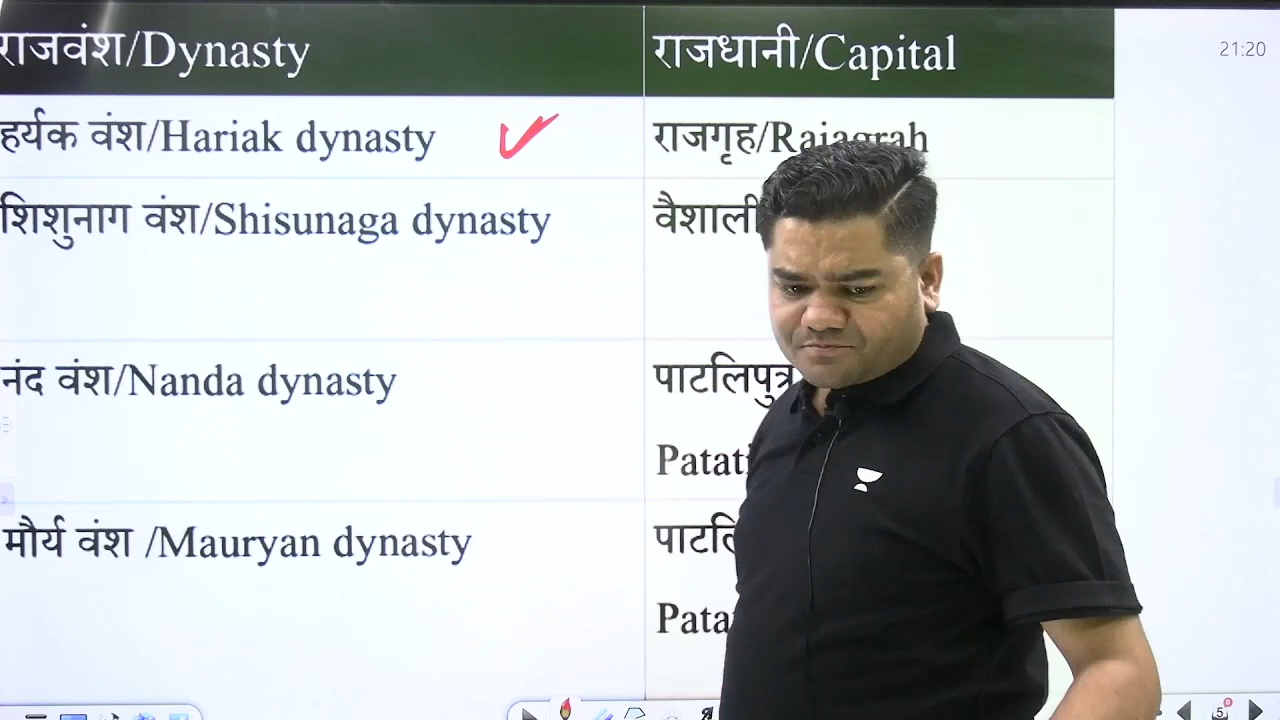 राजवंश/Dynasty राजधानी/Capital
21:20
हर्यक वंश/Hariak dynasty राजगृह/Rajagrah
शिशुनाग वंश/Shisunaga dynasty वैशाली
नंद वंश/Nanda dynasty पाटलिपुत्र
मौर्य वंश /Mauryan dynasty